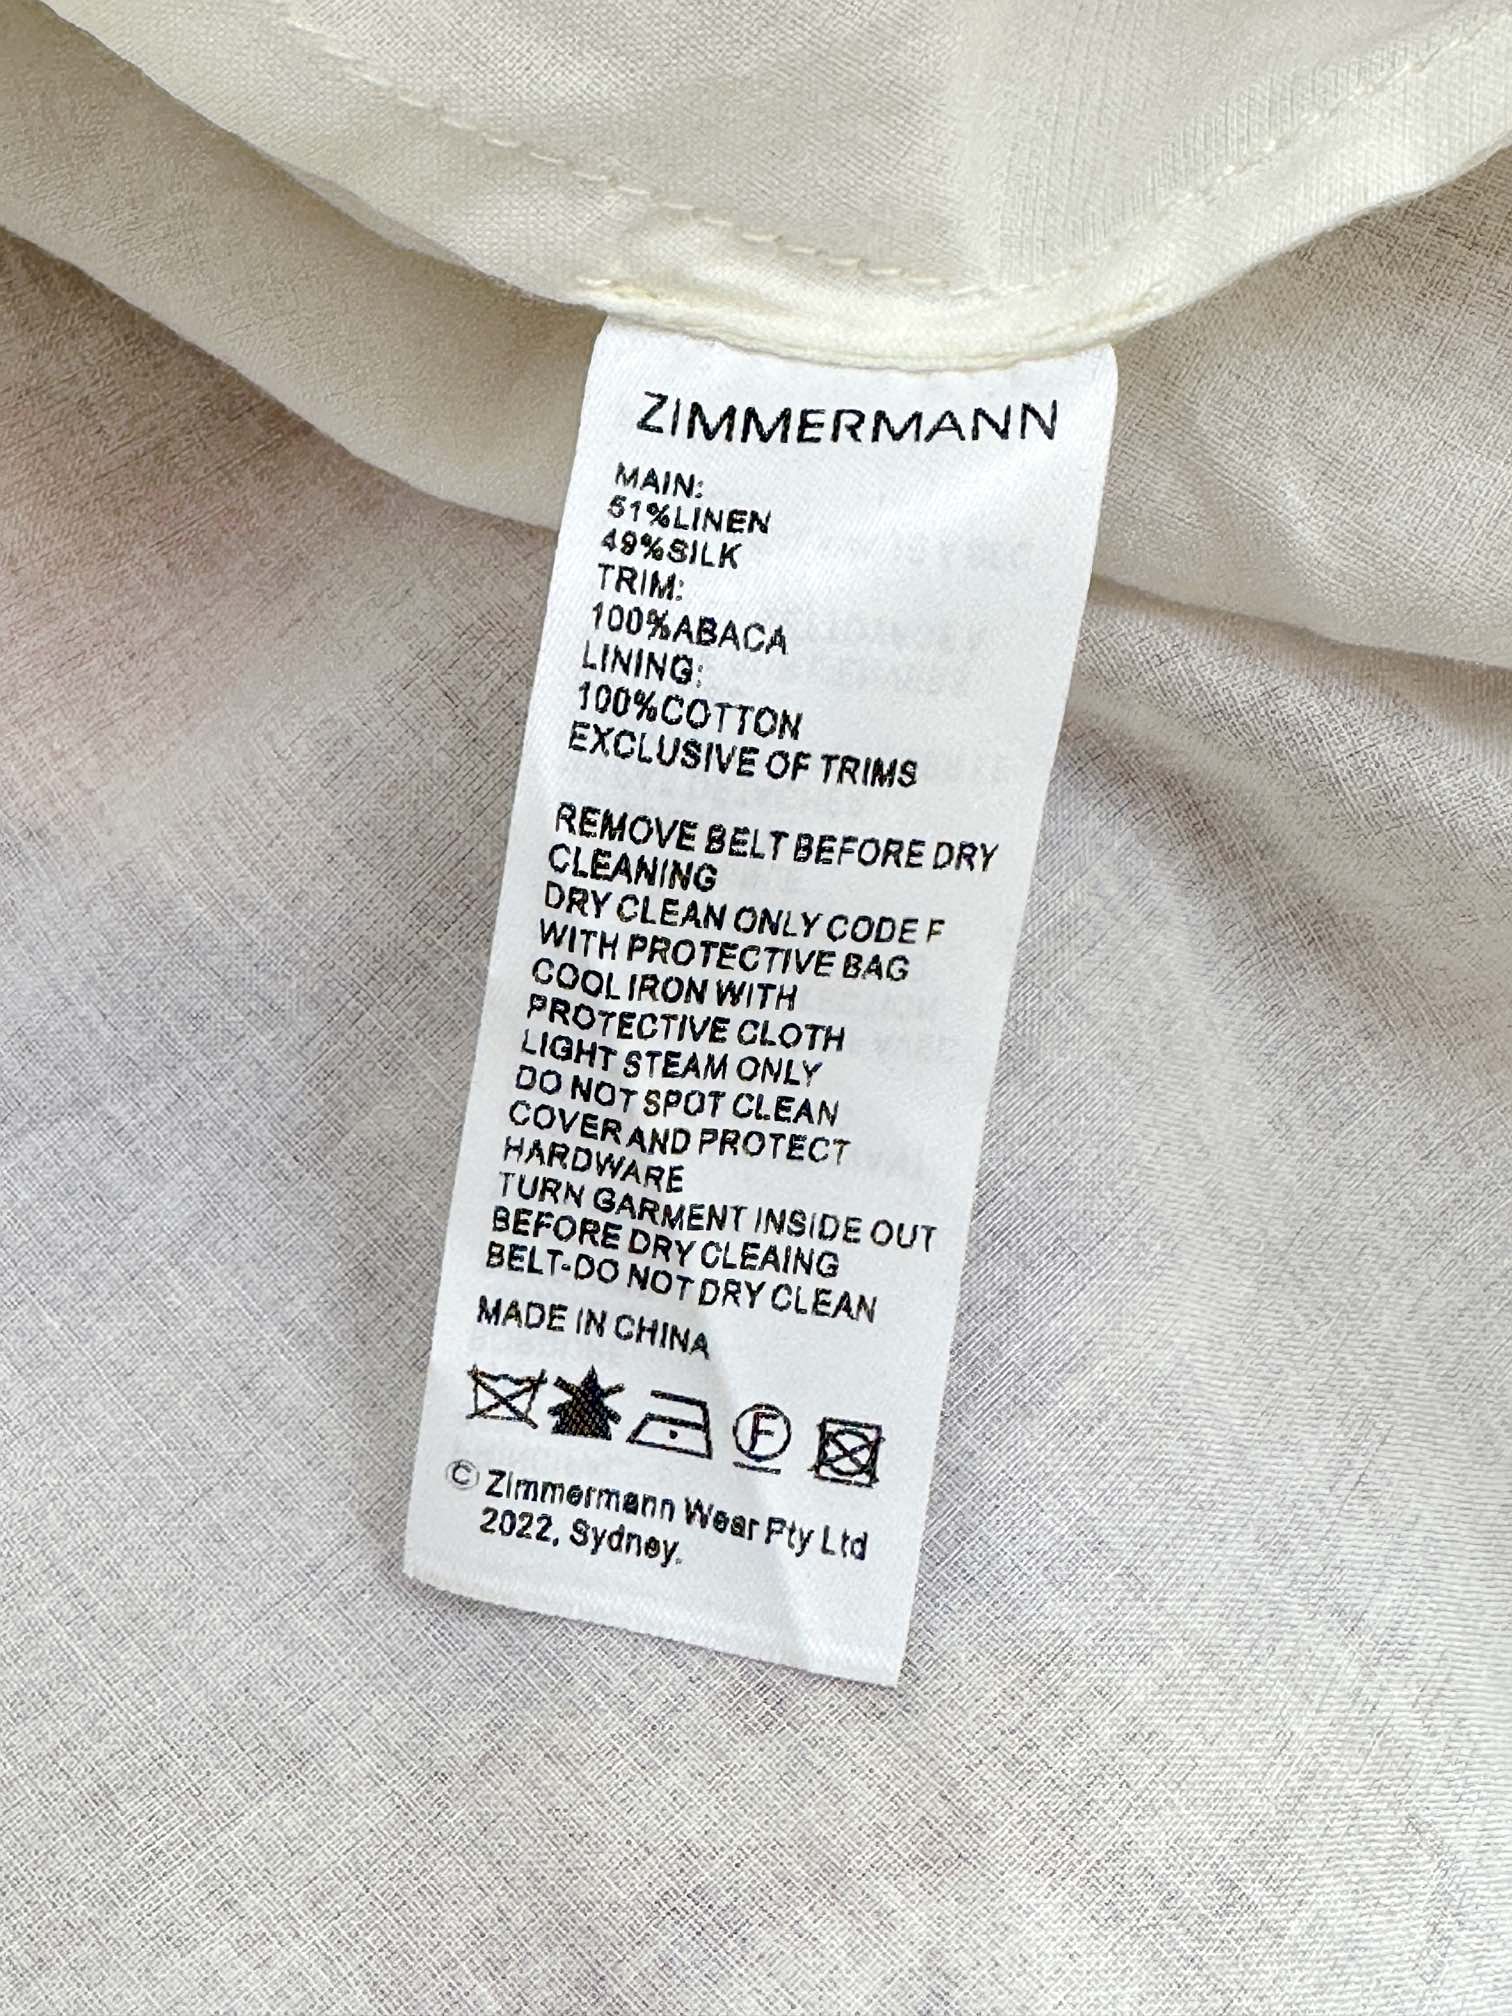 ZIMMERMANN
MAIN:
51%LINEN
49%SILK
TRIM:
100%ABACA
LINING:
100%COTTON
EXCLUSIVE OF TRIMS
REMOVE BELT BEFORE DRY
CLEANING
DRY CLEAN ONLY CODE F
WITH PROTECTIVE BAG
COOL IRON WITH
PROTECTIVE CLOTH
LIGHT STEAM ONLY
DO NOT SPOT CLEAN
COVER AND PROTECT
HARDWARE
TURN GARMENT INSIDE OUT
BEFORE DRY CLEAING
BELT-DO NOT DRY CLEAN
MADE IN CHINA
F
© Zimmermann Wear Pty Ltd
2022, Sydney.